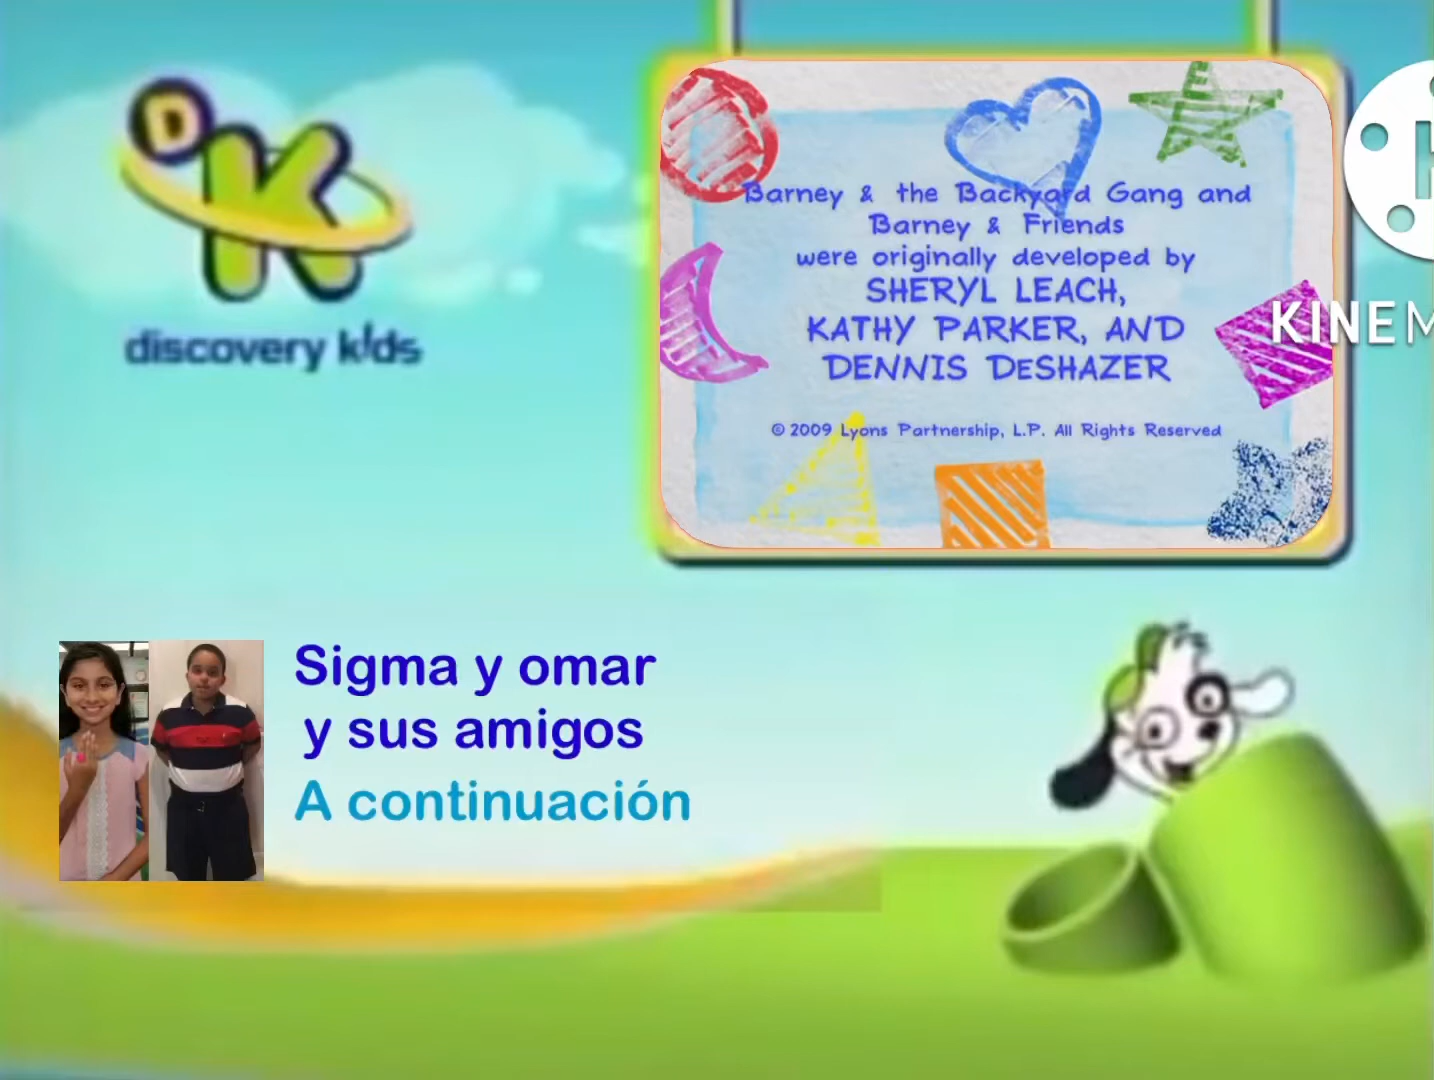 D
K
discovery kids
Barney & the Backyard Gang and
Barney & Friends
were originally developed by
SHERYL LEACH,
KATHY PARKER, AND
DENNIS DESHAZER
© 2009 Lyons Partnership, L.P. All Rights Reserved
KINEM
Sigma y omar
y sus amigos
A continuación